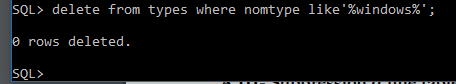 SQL> delete from types where nomtype like'%windows%';
0 rows deleted.
SQL>